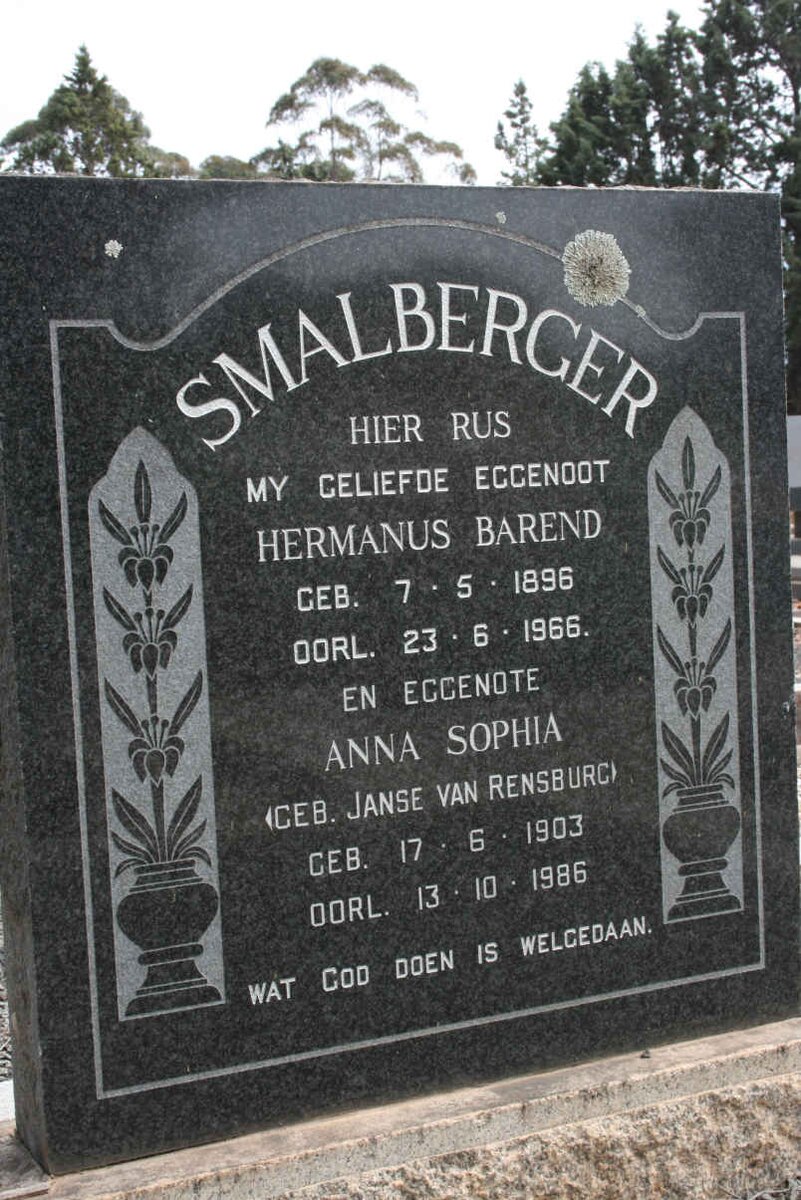 SMALBERGER
HIER RUS
MY GELIEFDE EGGENOOT
HERMANUS BAREND
GEB. 7 · 5 · 1896
OORL. 23 · 6 · 1966.
EN EGGENOTE
ANNA SOPHIA
(GEB. JANSE VAN RENSBURG)
GEB. 17 · 6 · 1903
OORL. 13 · 10 · 1986
WAT GOD DOEN IS WELGEDAAN.